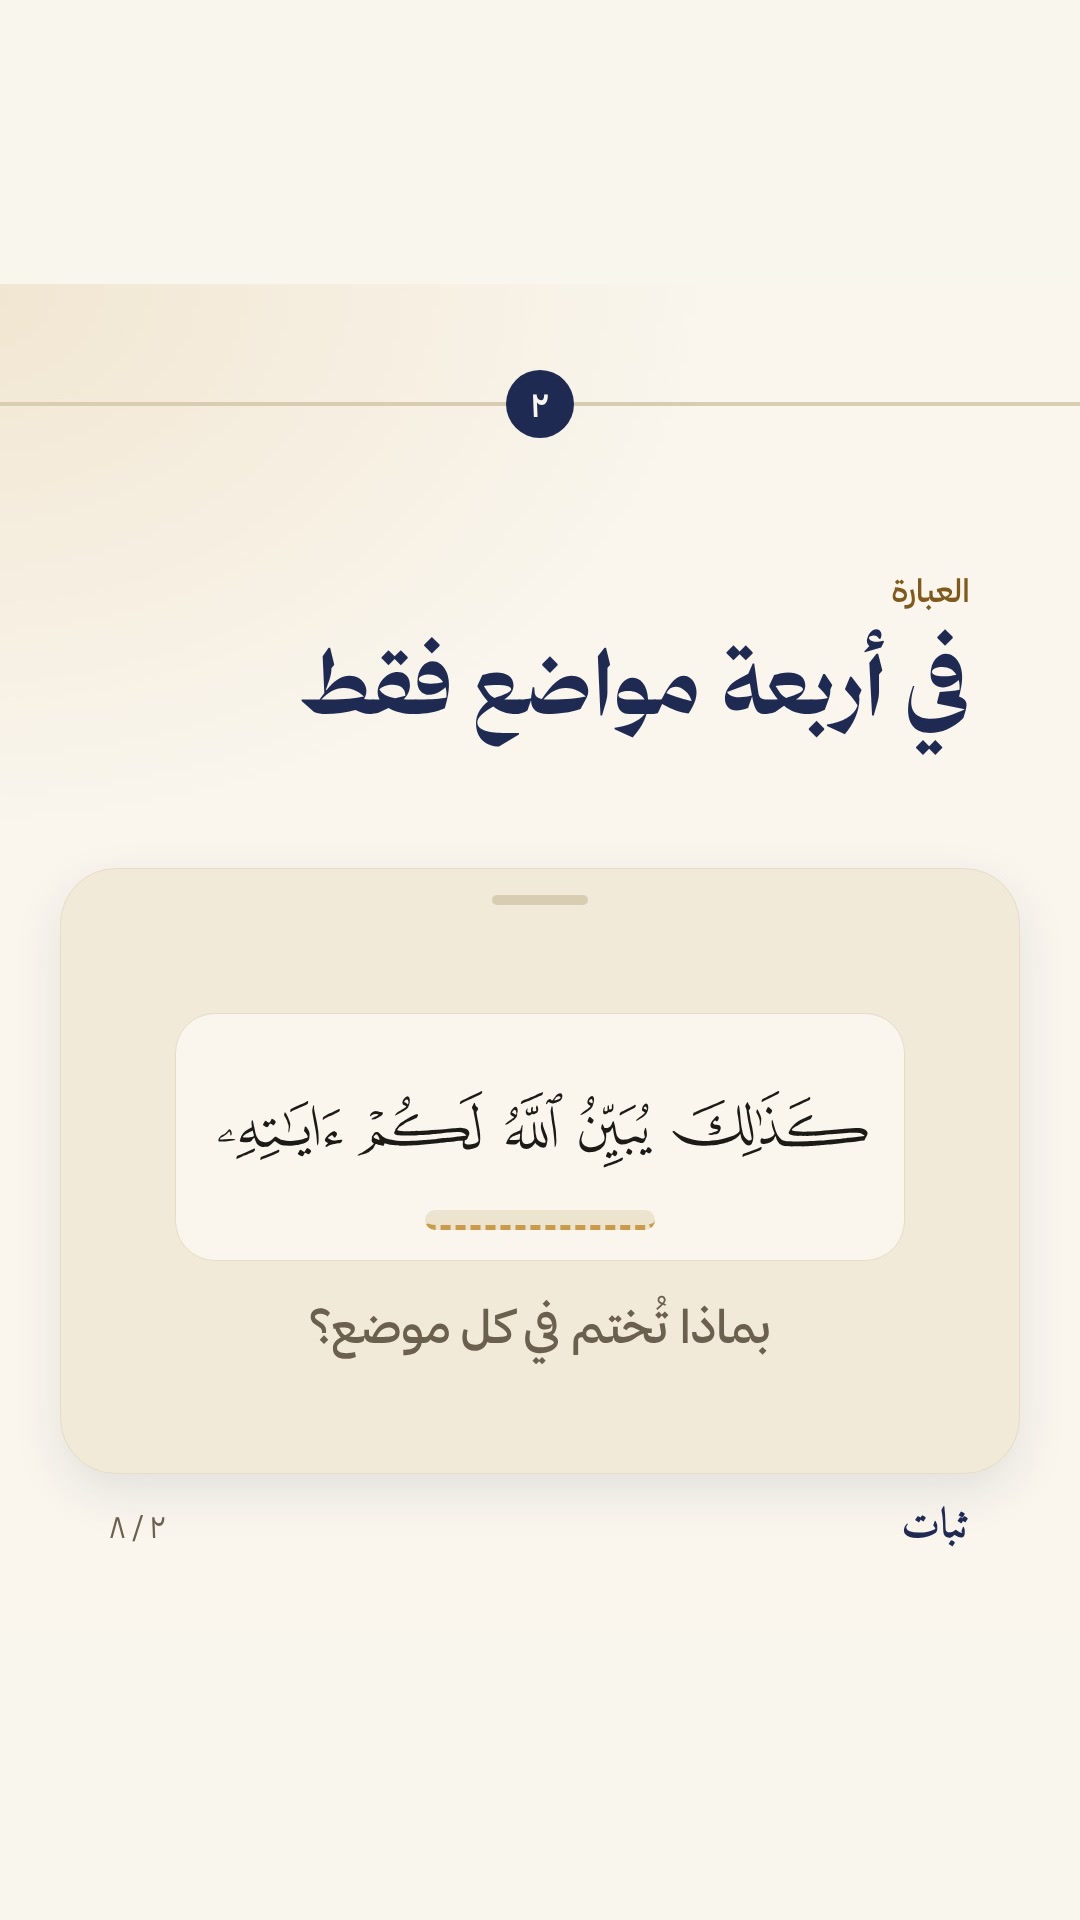 ٢
العبارة
في أربعة مواضع فقط
كَذَٰلِكَ يُبَيِّنُ ٱللَّهُ لَكُمْ ءَايَـٰتِهِۦ
بماذا تُختم في كل موضع؟
ثبات
٢ / ٨